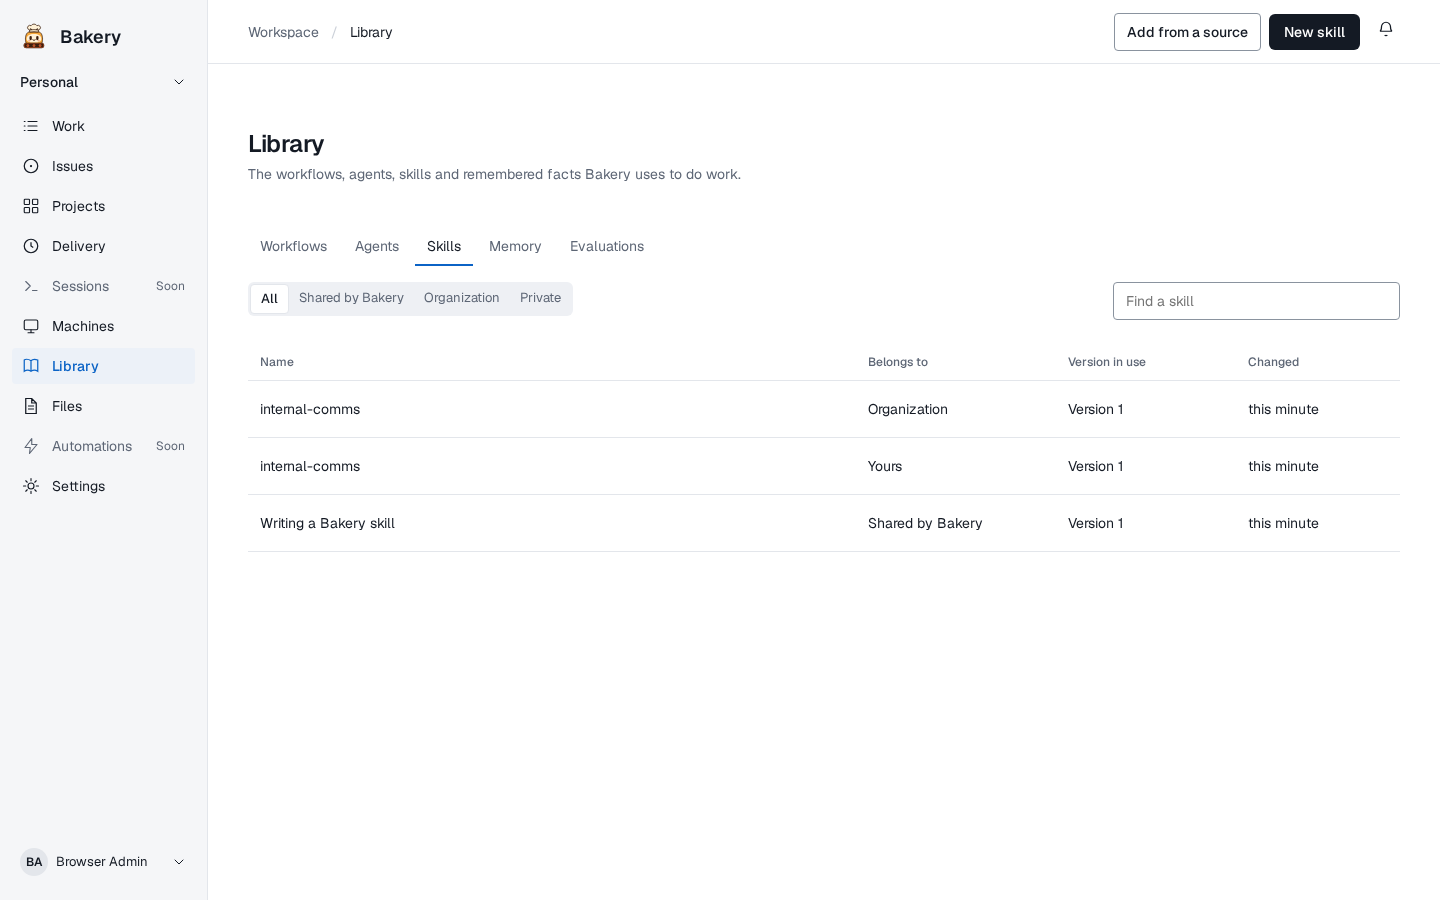 Bakery
Personal
Work
Issues
Projects
Delivery
Sessions Soon
Machines
Library
Files
Automations Soon
Settings
BA Browser Admin
Workspace / Library
Add from a source
New skill
Library
The workflows, agents, skills and remembered facts Bakery uses to do work.
Workflows Agents Skills Memory Evaluations
All Shared by Bakery Organization Private
Find a skill
Name Belongs to Version in use Changed
internal-comms Organization Version 1 this minute
internal-comms Yours Version 1 this minute
Writing a Bakery skill Shared by Bakery Version 1 this minute